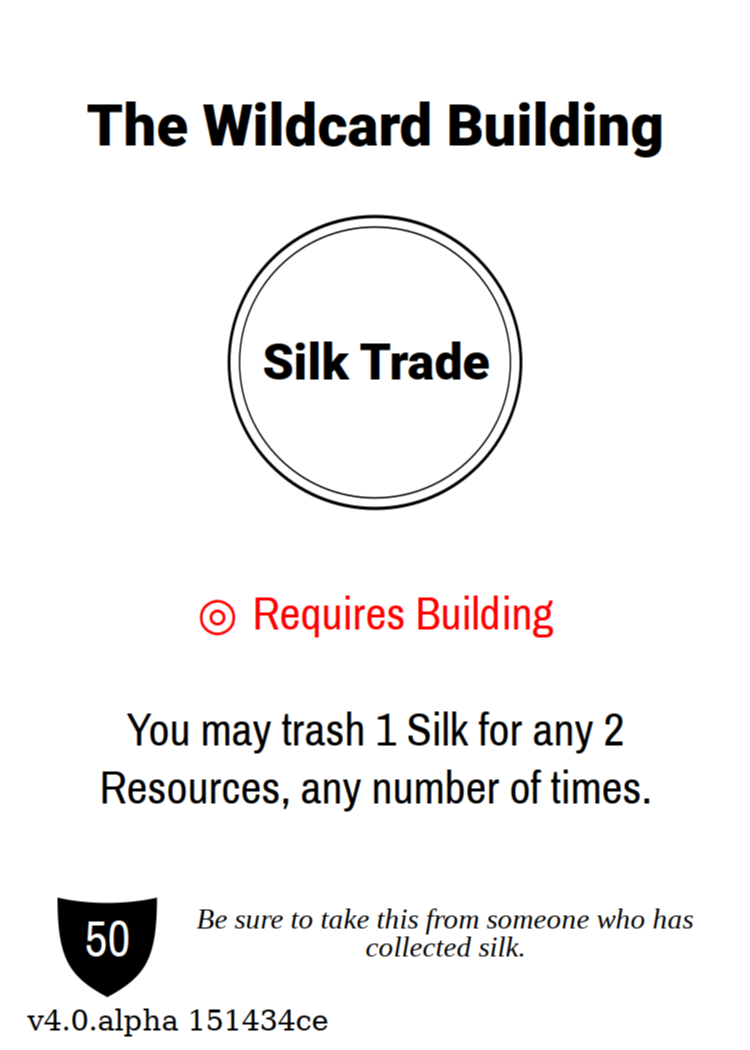 The Wildcard Building
Silk Trade
◎ Requires Building
You may trash 1 Silk for any 2
Resources, any number of times.
50
Be sure to take this from someone who has
collected silk.
v4.0.alpha 151434ce